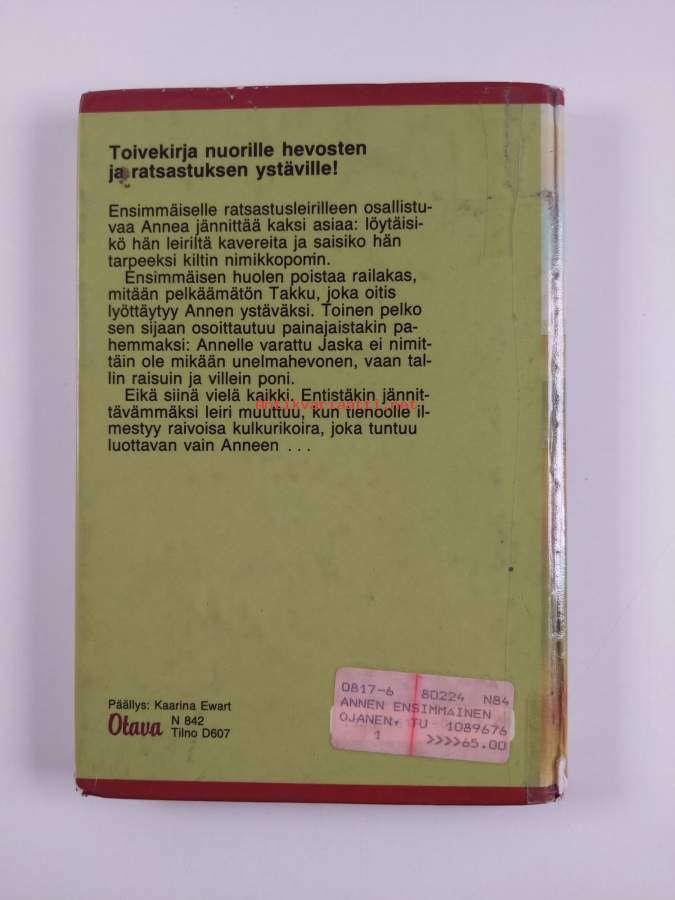 Toivekirja nuorille hevosten
ja ratsastuksen ystäville!
Ensimmäiselle ratsastusleirilleen osallistu-
vaa Annea jännittää kaksi asiaa: löytäisi-
kö hän leiriltä kavereita ja saisiko hän
tarpeeksi kiltin nimikkoponin.
Ensimmäisen huolen poistaa railakas,
mitään pelkäämätön Takku, joka oitis
lyöttäytyy Annen ystäväksi. Toinen pelko
sen sijaan osoittautuu painajaistakin pa-
hemmaksi: Annelle varattu Jaska ei nimit-
täin ole mikään unelmahevonen, vaan tal-
lin raisuin ja villein poni.
Eikä siinä vielä kaikki. Entistäkin jännit-
tävämmäksi leiri muuttuu, kun tienoolle il-
mestyy raivoisa kulkurikoira, joka tuntuu
luottavan vain Anneen . . .
Antikvariaatti.net
Päällys: Kaarina Ewart
Otava N 842
Tilno D607
0817-6 80224 N84
ANNEN ENSIMMAINEN
OJANEN, TU 1089676
1 >>>>65.00